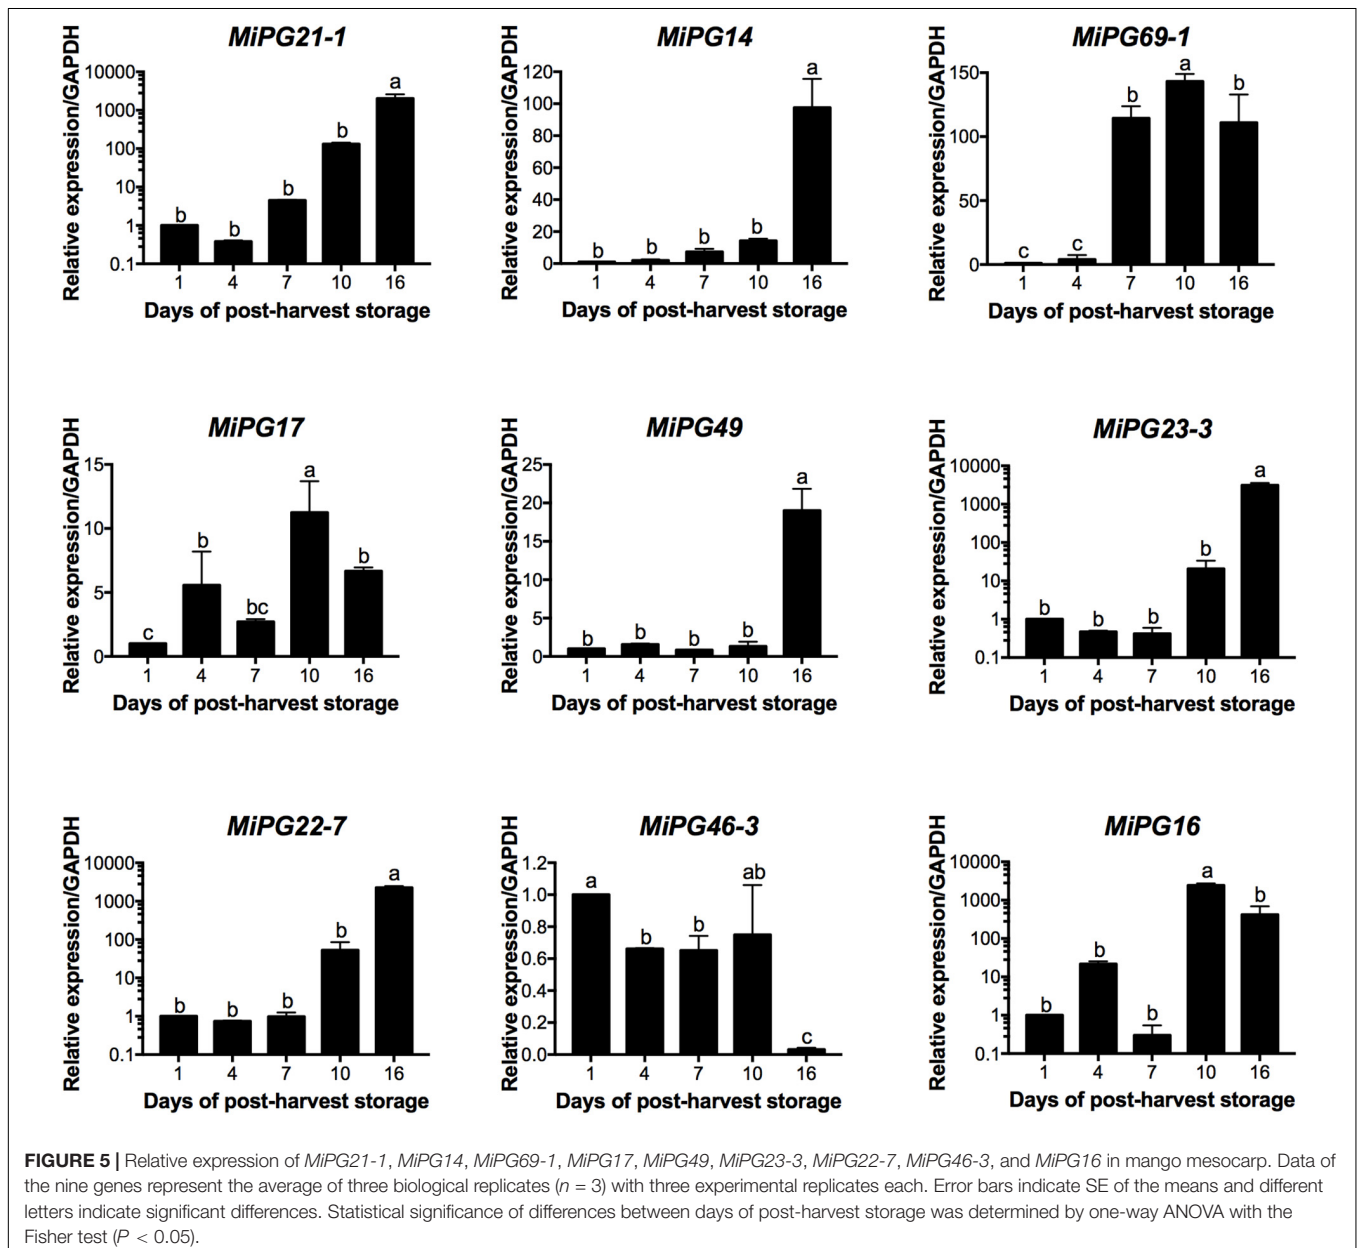 MiPG21-1
Relative expression/GAPDH
10000
1000
100
10
1
0.1
b
b
b
b
a
1 4 7 10 16
Days of post-harvest storage
MiPG14
Relative expression/GAPDH
120
100
80
60
40
20
0
b
b
b
b
a
1 4 7 10 16
Days of post-harvest storage
MiPG69-1
Relative expression/GAPDH
150
100
50
0
c
c
b
a
b
1 4 7 10 16
Days of post-harvest storage
MiPG17
Relative expression/GAPDH
15
10
5
0
c
b
bc
a
b
1 4 7 10 16
Days of post-harvest storage
MiPG49
Relative expression/GAPDH
25
20
15
10
5
0
b
b
b
b
a
1 4 7 10 16
Days of post-harvest storage
MiPG23-3
Relative expression/GAPDH
10000
1000
100
10
1
0.1
b
b
b
b
a
1 4 7 10 16
Days of post-harvest storage
MiPG22-7
Relative expression/GAPDH
10000
1000
100
10
1
0.1
b
b
b
b
a
1 4 7 10 16
Days of post-harvest storage
MiPG46-3
Relative expression/GAPDH
1.2
1.0
0.8
0.6
0.4
0.2
0.0
a
b
b
ab
c
1 4 7 10 16
Days of post-harvest storage
MiPG16
Relative expression/GAPDH
10000
1000
100
10
1
0.1
b
b
b
a
b
1 4 7 10 16
Days of post-harvest storage
FIGURE 5 | Relative expression of MiPG21-1, MiPG14, MiPG69-1, MiPG17, MiPG49, MiPG23-3, MiPG22-7, MiPG46-3, and MiPG16 in mango mesocarp. Data of
the nine genes represent the average of three biological replicates (n = 3) with three experimental replicates each. Error bars indicate SE of the means and different
letters indicate significant differences. Statistical significance of differences between days of post-harvest storage was determined by one-way ANOVA with the
Fisher test (P < 0.05).